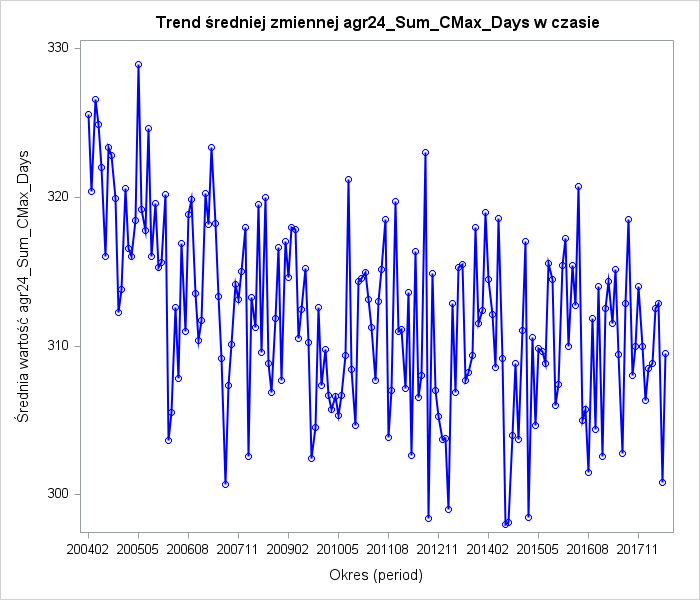 Trend średniej zmiennej agr24_Sum_CMax_Days w czasie
Średnia wartość agr24_Sum_CMax_Days
330
320
310
300
200402 200505 200608 200711 200902 201005 201108 201211 201402 201505 201608 201711
Okres (period)